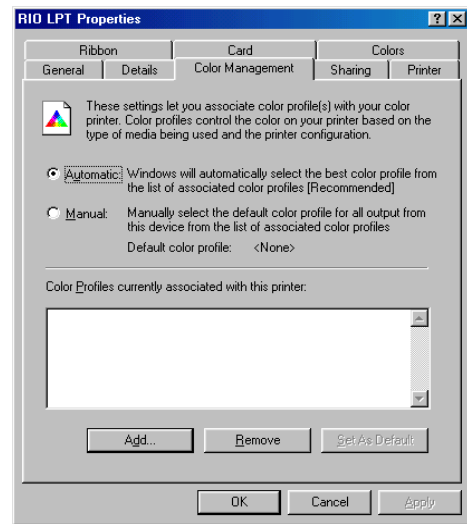 RIO LPT Properties
Ribbon Card Colors
General Details Color Management Sharing Printer
These settings let you associate color profile(s) with your color
printer. Color profiles control the color on your printer based on the
type of media being used and the printer configuration.
Automatic: Windows will automatically select the best color profile from
the list of associated color profiles [Recommended]
Manual: Manually select the default color profile for all output from
this device from the list of associated color profiles
Default color profile: <None>
Color Profiles currently associated with this printer:
Add... Remove Set As Default
OK Cancel Apply